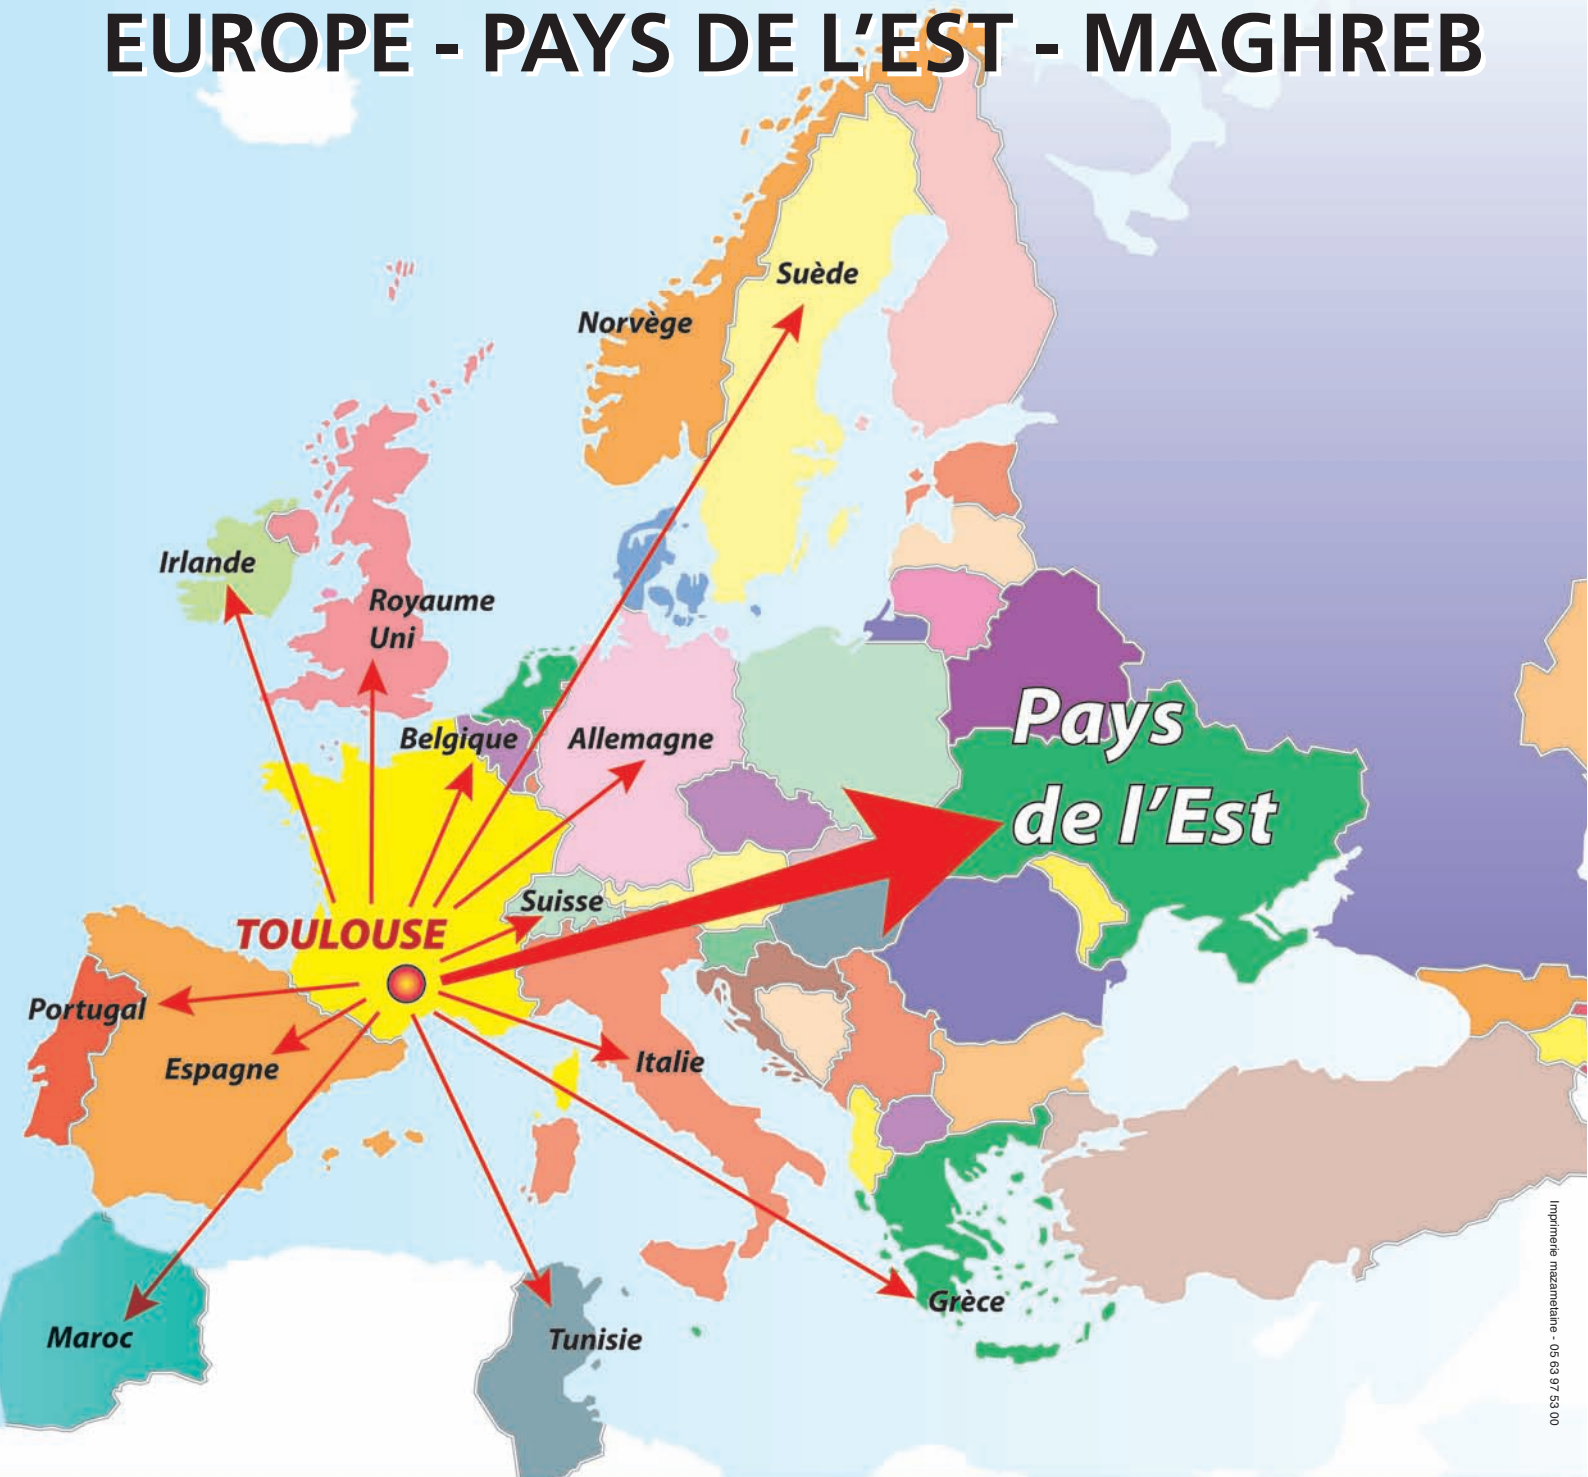 EUROPE - PAYS DE L'EST - MAGHREB
Suède
Norvège
Irlande
Royaume
Uni
Belgique
Allemagne
Pays
de l'Est
Suisse
TOULOUSE
Portugal
Espagne
Italie
Grèce
Maroc
Tunisie
Imprimerie mazametaine - 05 63 97 53 00